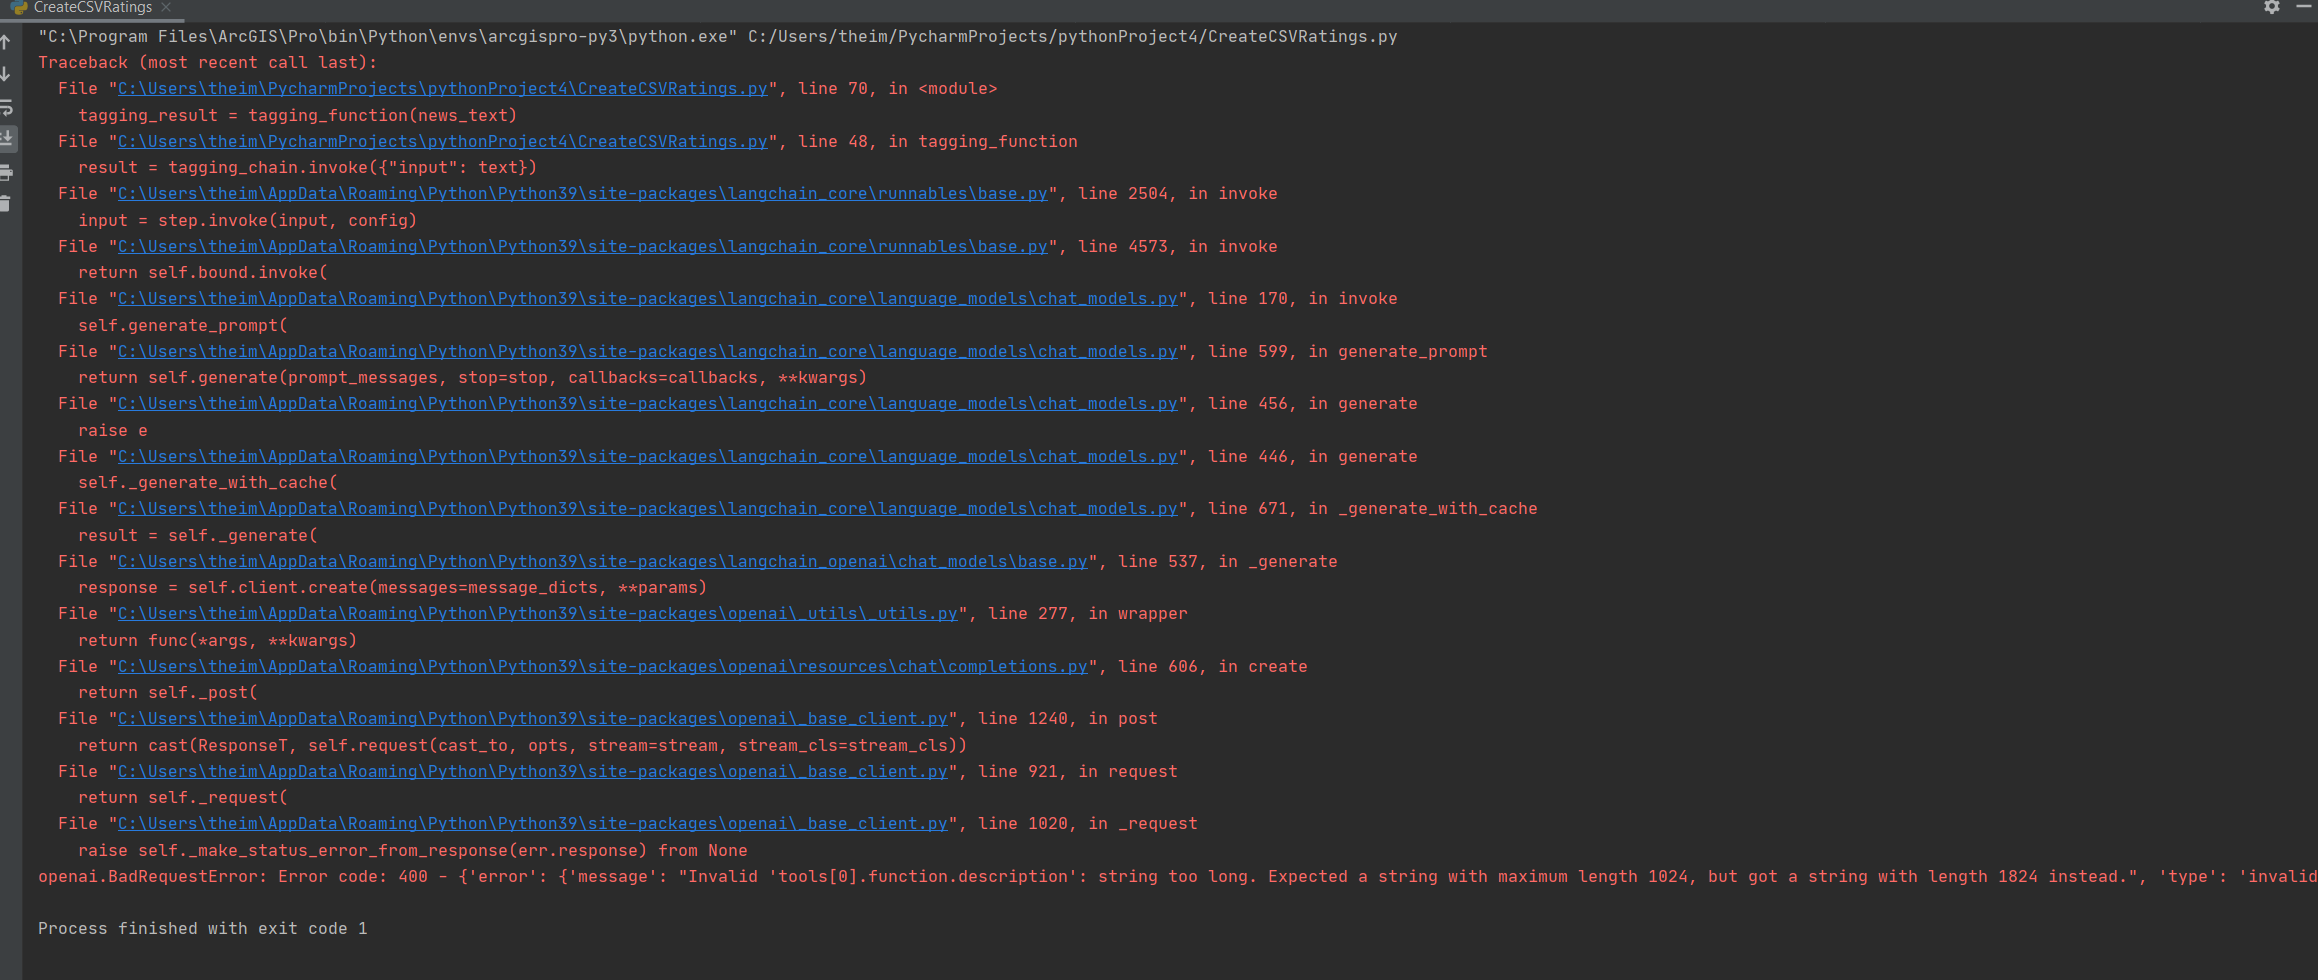 CreateCSVRatings
"C:\Program Files\ArcGIS\Pro\bin\Python\envs\arcgispro-py3\python.exe" C:/Users/theim/PycharmProjects/pythonProject4/CreateCSVRatings.py
Traceback (most recent call last):
  File "C:\Users\theim\PycharmProjects\pythonProject4\CreateCSVRatings.py", line 70, in <module>
    tagging_result = tagging_function(news_text)
  File "C:\Users\theim\PycharmProjects\pythonProject4\CreateCSVRatings.py", line 48, in tagging_function
    result = tagging_chain.invoke({"input": text})
  File "C:\Users\theim\AppData\Roaming\Python\Python39\site-packages\langchain_core\runnables\base.py", line 2504, in invoke
    input = step.invoke(input, config)
  File "C:\Users\theim\AppData\Roaming\Python\Python39\site-packages\langchain_core\runnables\base.py", line 4573, in invoke
    return self.bound.invoke(
  File "C:\Users\theim\AppData\Roaming\Python\Python39\site-packages\langchain_core\language_models\chat_models.py", line 170, in invoke
    self.generate_prompt(
  File "C:\Users\theim\AppData\Roaming\Python\Python39\site-packages\langchain_core\language_models\chat_models.py", line 599, in generate_prompt
    return self.generate(prompt_messages, stop=stop, callbacks=callbacks, **kwargs)
  File "C:\Users\theim\AppData\Roaming\Python\Python39\site-packages\langchain_core\language_models\chat_models.py", line 456, in generate
    raise e
  File "C:\Users\theim\AppData\Roaming\Python\Python39\site-packages\langchain_core\language_models\chat_models.py", line 446, in generate
    self._generate_with_cache(
  File "C:\Users\theim\AppData\Roaming\Python\Python39\site-packages\langchain_core\language_models\chat_models.py", line 671, in _generate_with_cache
    result = self._generate(
  File "C:\Users\theim\AppData\Roaming\Python\Python39\site-packages\langchain_openai\chat_models\base.py", line 537, in _generate
    response = self.client.create(messages=message_dicts, **params)
  File "C:\Users\theim\AppData\Roaming\Python\Python39\site-packages\openai\_utils\_utils.py", line 277, in wrapper
    return func(*args, **kwargs)
  File "C:\Users\theim\AppData\Roaming\Python\Python39\site-packages\openai\resources\chat\completions.py", line 606, in create
    return self._post(
  File "C:\Users\theim\AppData\Roaming\Python\Python39\site-packages\openai\_base_client.py", line 1240, in post
    return cast(ResponseT, self.request(cast_to, opts, stream=stream, stream_cls=stream_cls))
  File "C:\Users\theim\AppData\Roaming\Python\Python39\site-packages\openai\_base_client.py", line 921, in request
    return self._request(
  File "C:\Users\theim\AppData\Roaming\Python\Python39\site-packages\openai\_base_client.py", line 1020, in _request
    raise self._make_status_error_from_response(err.response) from None
openai.BadRequestError: Error code: 400 - {'error': {'message': "Invalid 'tools[0].function.description': string too long. Expected a string with maximum length 1024, but got a string with length 1824 instead.", 'type': 'invalid
Process finished with exit code 1